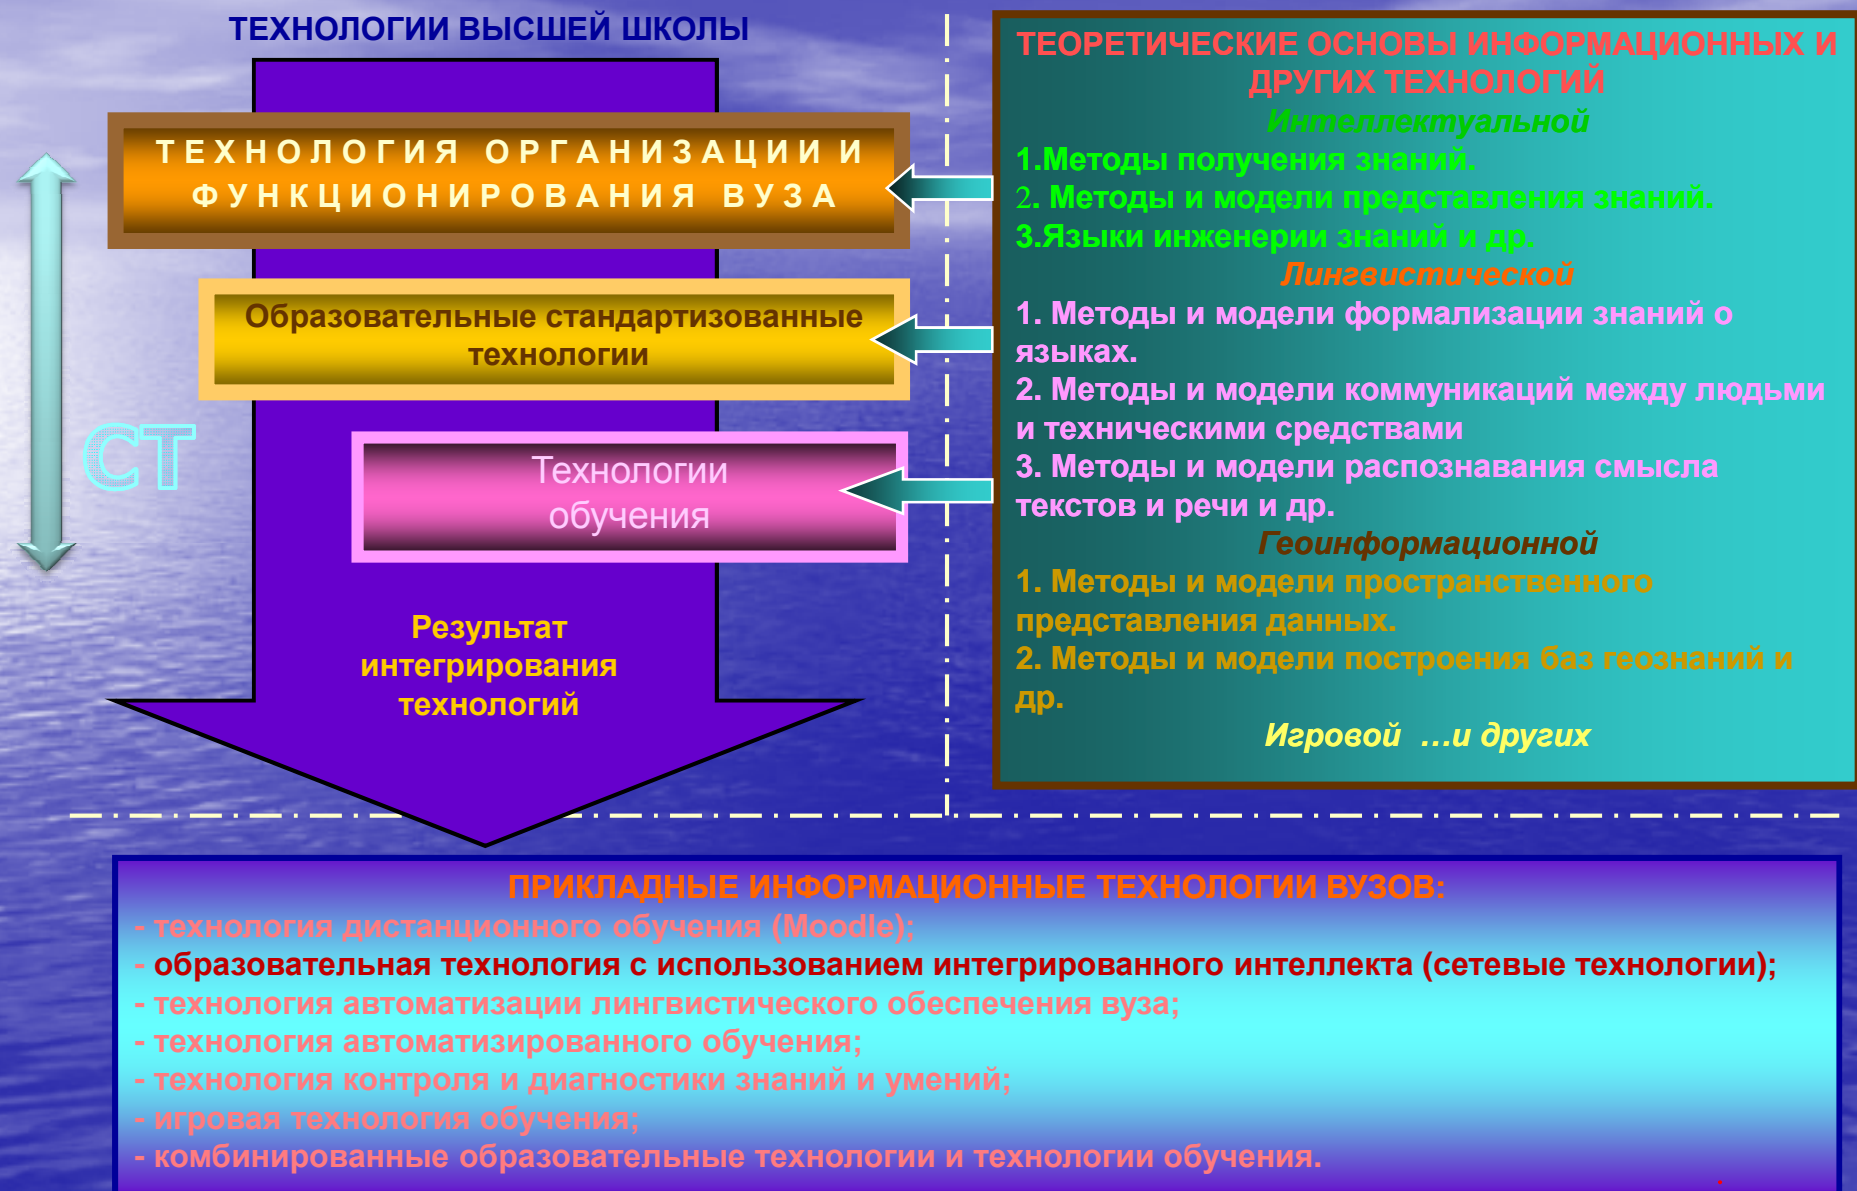 ТЕХНОЛОГИИ ВЫСШЕЙ ШКОЛЫ
ТЕХНОЛОГИЯ ОРГАНИЗАЦИИ И
ФУНКЦИОНИРОВАНИЯ ВУЗА
Образовательные стандартизованные
технологии
СТ
Технологии
обучения
Результат
интегрирования
технологий
ТЕОРЕТИЧЕСКИЕ ОСНОВЫ ИНФОРМАЦИОННЫХ И
ДРУГИХ ТЕХНОЛОГИЙ
Интеллектуальной
1.Методы получения знаний.
2. Методы и модели представления знаний.
3.Языки инженерии знаний и др.
Лингвистической
1. Методы и модели формализации знаний о
языках.
2. Методы и модели коммуникаций между людьми
и техническими средствами
3. Методы и модели распознавания смысла
текстов и речи и др.
Геоинформационной
1. Методы и модели пространственного
представления данных.
2. Методы и модели построения баз геознаний и
др.
Игровой ...и других
ПРИКЛАДНЫЕ ИНФОРМАЦИОННЫЕ ТЕХНОЛОГИИ ВУЗОВ:
- технология дистанционного обучения (Moodle);
- образовательная технология с использованием интегрированного интеллекта (сетевые технологии);
- технология автоматизации лингвистического обеспечения вуза;
- технология автоматизированного обучения;
- технология контроля и диагностики знаний и умений;
- игровая технология обучения;
- комбинированные образовательные технологии и технологии обучения.
.